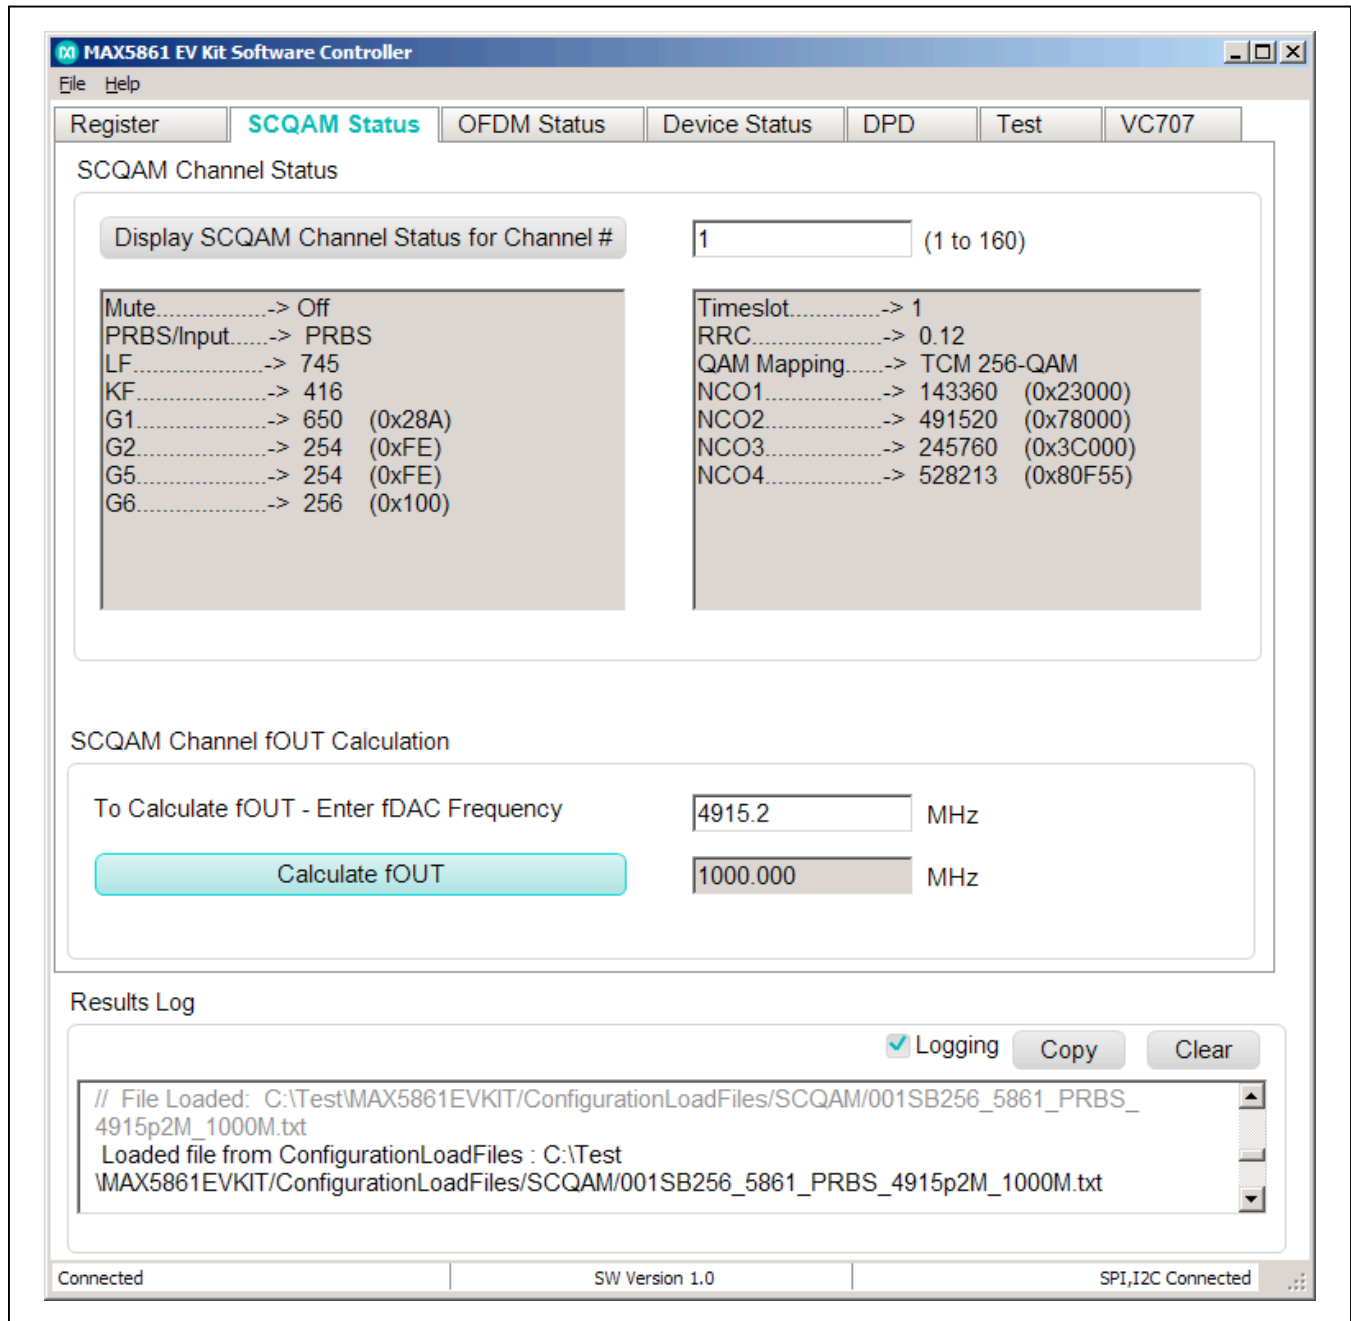 MAX5861 EV Kit Software Controller
File Help
Register SCQAM Status OFDM Status Device Status DPD Test VC707
SCQAM Channel Status
Display SCQAM Channel Status for Channel # 1 (1 to 160)
Mute.................-> Off
PRBS/Input......-> PRBS
LF....................-> 745
KF....................-> 416
G1....................-> 650 (0x28A)
G2....................-> 254 (0xFE)
G5....................-> 254 (0xFE)
G6....................-> 256 (0x100)
Timeslot..............-> 1
RRC....................-> 0.12
QAM Mapping......-> TCM 256-QAM
NCO1..................-> 143360 (0x23000)
NCO2..................-> 491520 (0x78000)
NCO3..................-> 245760 (0x3C000)
NCO4..................-> 528213 (0x80F55)
SCQAM Channel fOUT Calculation
To Calculate fOUT - Enter fDAC Frequency 4915.2 MHz
Calculate fOUT 1000.000 MHz
Results Log
Logging Copy Clear
// File Loaded: C:\Test\MAX5861EVKIT/ConfigurationLoadFiles/SCQAM/001SB256_5861_PRBS_
4915p2M_1000M.txt
Loaded file from ConfigurationLoadFiles : C:\Test
\MAX5861EVKIT/ConfigurationLoadFiles/SCQAM/001SB256_5861_PRBS_4915p2M_1000M.txt
Connected SW Version 1.0 SPI,I2C Connected